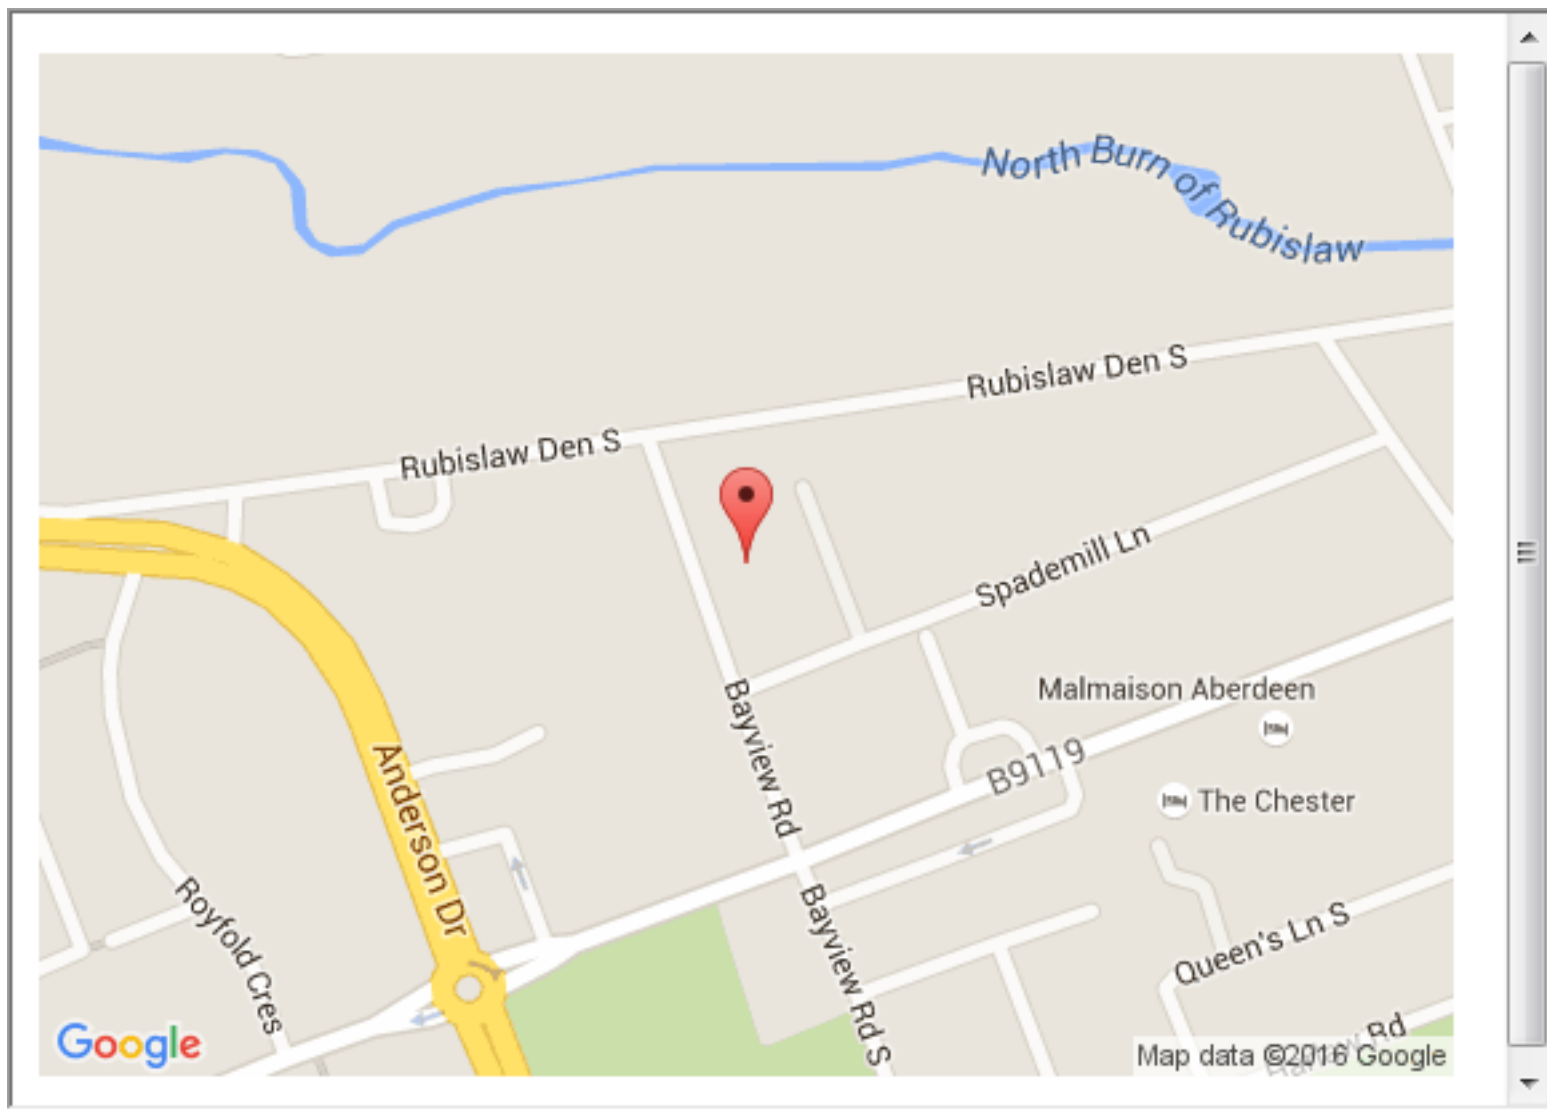 North Burn of Rubislaw
Rubislaw Den S
Rubislaw Den S
Spademill Ln
Malmaison Aberdeen
Bayview Rd
B9119
Anderson Dr
The Chester
Royfold Cres
Bayview Rd S
Queen's Ln S
Google
Rd
Map data ©2016 Google